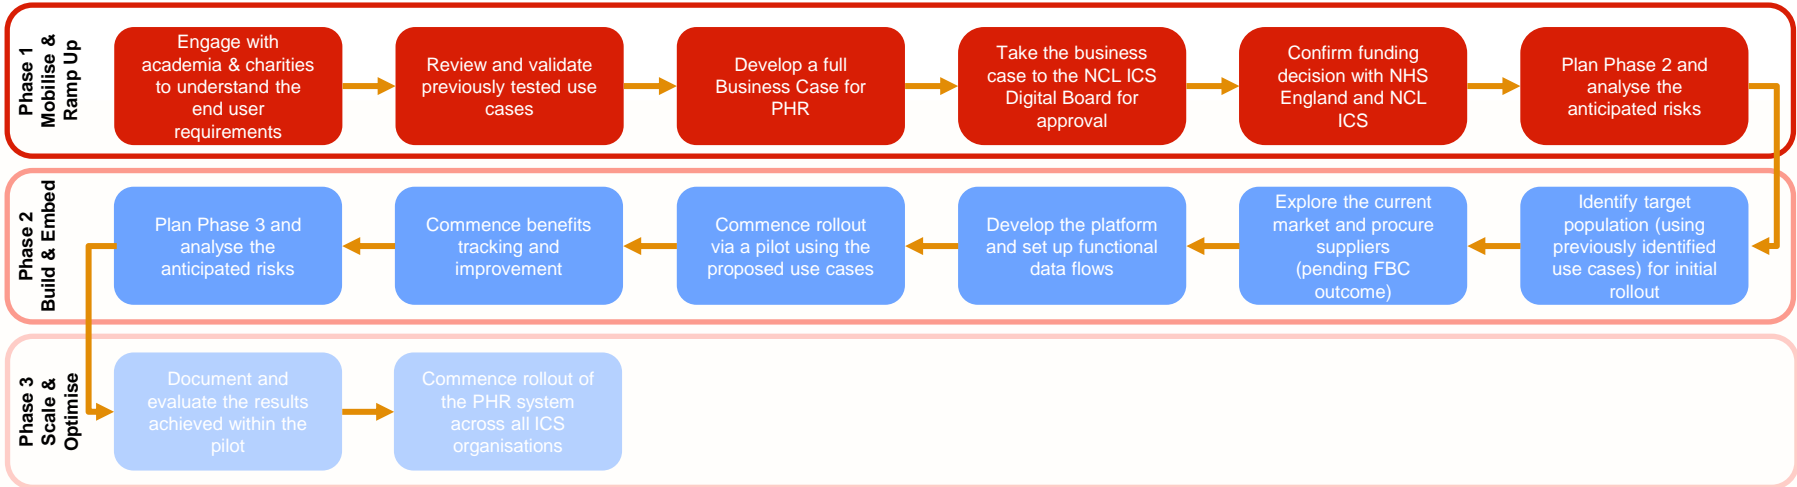 Phase 1
Mobilise &
Ramp Up
Engage with
academia & charities
to understand the
end user
requirements
Review and validate
previously tested use
cases
Develop a full
Business Case for
PHR
Take the business
case to the NCL ICS
Digital Board for
approval
Confirm funding
decision with NHS
England and NCL
ICS
Plan Phase 2 and
analyse the
anticipated risks
Phase 2
Build & Embed
Plan Phase 3 and
analyse the
anticipated risks
Commence benefits
tracking and
improvement
Commence rollout
via a pilot using the
proposed use cases
Develop the platform
and set up functional
data flows
Explore the current
market and procure
suppliers
(pending FBC
outcome)
Identify target
population (using
previously identified
use cases) for initial
rollout
Phase 3
Scale &
Optimise
Document and
evaluate the results
achieved within the
pilot
Commence rollout of
the PHR system
across all ICS
organisations